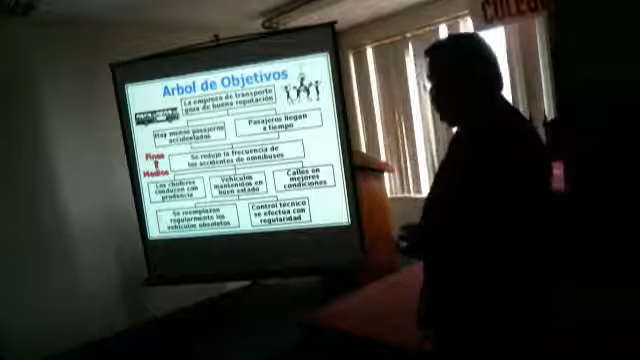 COLEG
Arbol de Objetivos
La empresa de transporte
goza de buena reputación
Hay menos pasajeros
accidentados
Pasajeros llegan
a tiempo
Fines
Medios
Se redujo la frecuencia de
los accidentes de omnibuses
Los choferes
conducen con
prudencia
Vehículos
mantenidos en
buen estado
Calles en
mejores
condiciones
Se reemplazan
regularmente los
vehículos obsoletos
Control técnico
se efectúa con
regularidad